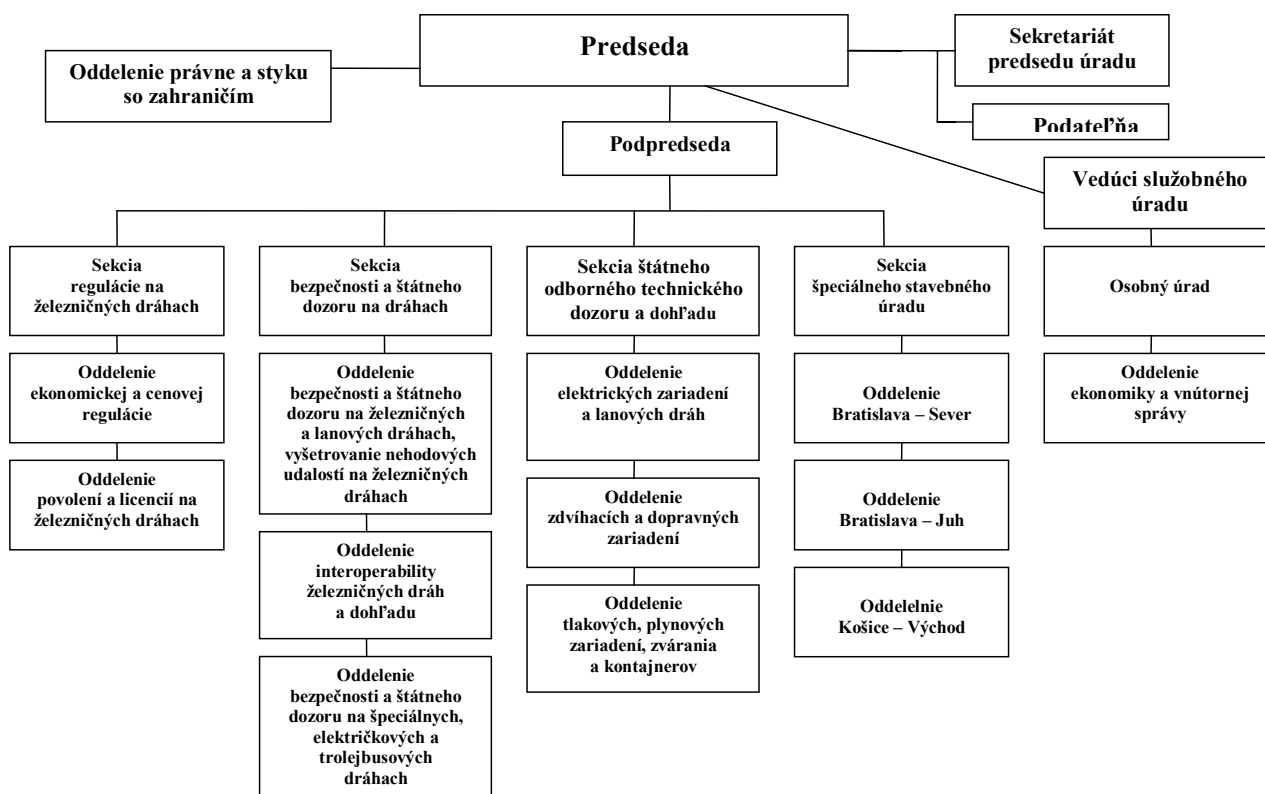 Predseda
Sekretariát
predsedu úradu
Oddelenie právne a styku
so zahraničím
Podateľňa
Podpredseda
Vedúci služobného
úradu
Sekcia
regulácie na
železničných dráhach
Sekcia
bezpečnosti a štátneho
dozoru na dráhach
Sekcia štátneho
odborného technického
dozoru a dohľadu
Sekcia
špeciálneho stavebného
úradu
Osobný úrad
Oddelenie
ekonomickej a cenovej
regulácie
Oddelenie
bezpečnosti a štátneho
dozoru na železničných
a lanových dráhach,
vyšetrovanie nehodových
udalostí na železničných
dráhach
Oddelenie
elektrických zariadení
a lanových dráh
Oddelenie
Bratislava – Sever
Oddelenie
ekonomiky a vnútornej
správy
Oddelenie
povolení a licencií na
železničných dráhach
Oddelenie
zdvíhacích a dopravných
zariadení
Oddelenie
Bratislava – Juh
Oddelenie
interoperability
železničných dráh
a dohľadu
Oddelenie
tlakových, plynových
zariadení, zvárania
a kontajnerov
Oddelelnie
Košice – Východ
Oddelenie
bezpečnosti a štátneho
dozoru na špeciálnych,
električkových a
trolejbusových
dráhach